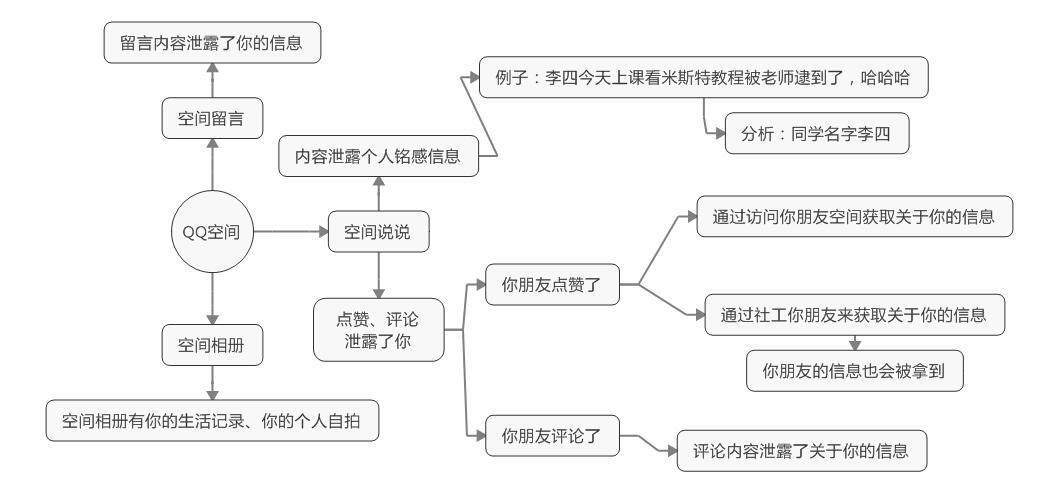 留言内容泄露了你的信息
空间留言
QQ空间
空间相册
空间相册有你的生活记录、你的个人自拍
空间说说
内容泄露个人铭感信息
例子：李四今天上课看米斯特教程被老师逮到了，哈哈哈
分析：同学名字李四
点赞、评论
泄露了你
你朋友点赞了
通过访问你朋友空间获取关于你的信息
通过社工你朋友来获取关于你的信息
你朋友的信息也会被拿到
你朋友评论了
评论内容泄露了关于你的信息